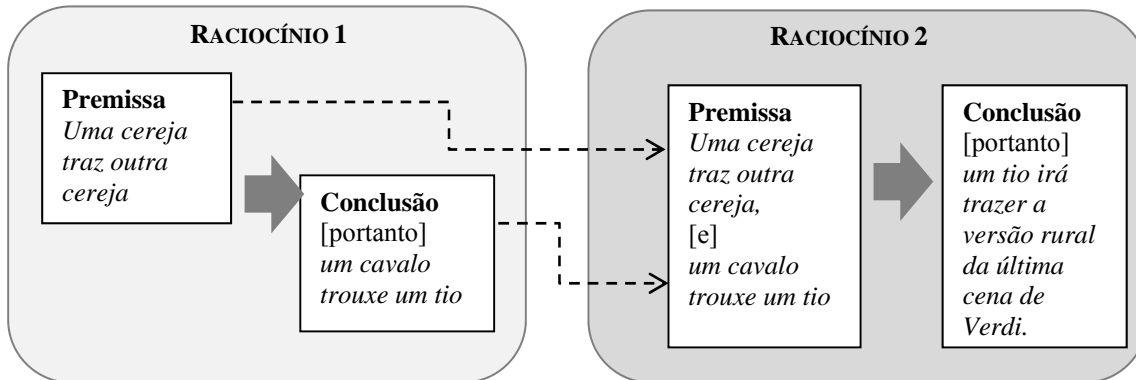 RACIOCÍNIO 1
Premissa
Uma cereja
traz outra
cereja
Conclusão
[portanto]
um cavalo
trouxe um tio
RACIOCÍNIO 2
Premissa
Uma cereja
traz outra
cereja,
[e]
um cavalo
trouxe um tio
Conclusão
[portanto]
um tio irá
trazer a
versão rural
da última
cena de
Verdi.